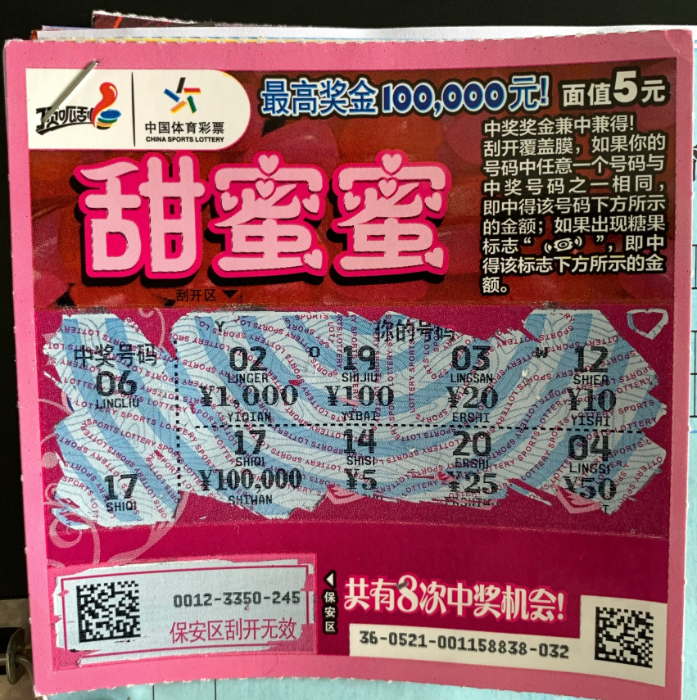 顶呱刮
中国体育彩票
CHINA SPORTS LOTTERY
最高奖金100,000元!
面值5元
甜蜜蜜
中奖奖金兼中兼得!
刮开覆盖膜，如果你的
号码中任意一个号码与
中奖号码之一相同，
即中得该号码下方所示
的金额；如果出现糖果
标志“ ”，即中
得该标志下方所示的金
额。
刮开区
中奖号码
06
LINGLIU
17
SHIQI
你的号码
02
LINGER
¥1,000
YIQIAN
19
SHIJIU
¥100
YIBAI
03
LINGSAN
¥20
ERSHI
12
SHIER
¥10
YISHI
17
SHIQI
¥100,000
SHIWAN
14
SHISI
¥5
20
ERSHI
¥25
04
LINGSI
¥50
0012-3350-245
保安区刮开无效
保安区
共有8次中奖机会!
36-0521-001158838-032